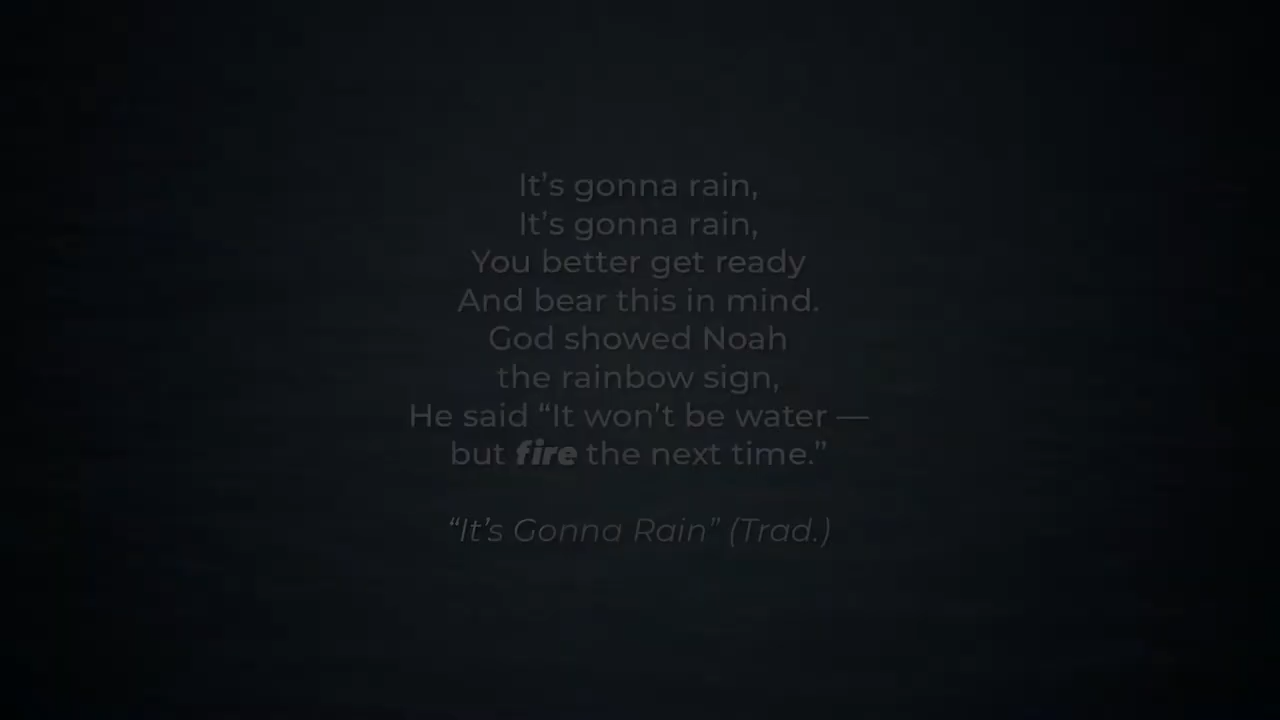 It’s gonna rain,
It’s gonna rain,
You better get ready
And bear this in mind.
God showed Noah
the rainbow sign,
He said “It won't be water —
but fire the next time.”
“It’s Gonna Rain” (Trad.)